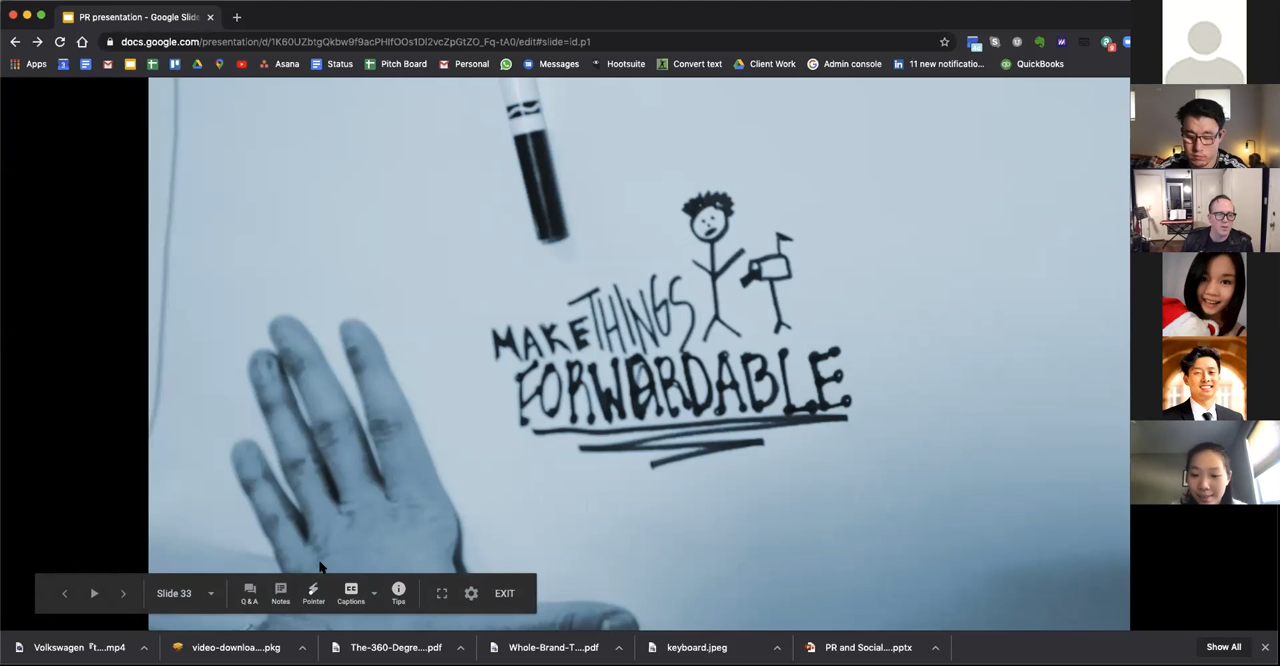 PR presentation - Google Slide
docs.google.com/presentation/d/1K60UZbtgQkbw9f9acPHIfOOs1DI2vcZpGtZO_Fq-tA0/edit#slide=id.p1
Apps Asana Status Pitch Board Personal Messages Hootsuite Convert text Client Work Admin console 11 new notificatio... QuickBooks
MAKE THINGS
FORWARDABLE
Slide 33 Q & A Notes Pointer Captions Tips EXIT
Volkswagen 『t....mp4 video-downloa....pkg The-360-Degre....pdf Whole-Brand-T....pdf keyboard.jpeg PR and Social....pptx Show All